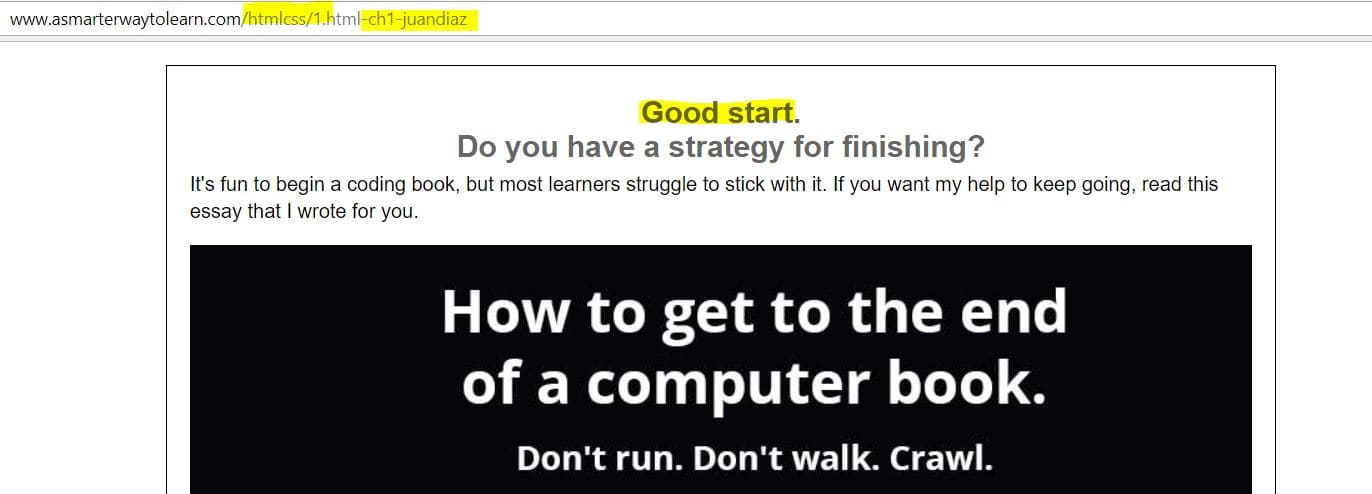 www.asmarterwaytolearn.com/htmlcss/1.html-ch1-juandiaz
Good start.
Do you have a strategy for finishing?
It's fun to begin a coding book, but most learners struggle to stick with it. If you want my help to keep going, read this
essay that I wrote for you.
How to get to the end
of a computer book.
Don't run. Don't walk. Crawl.